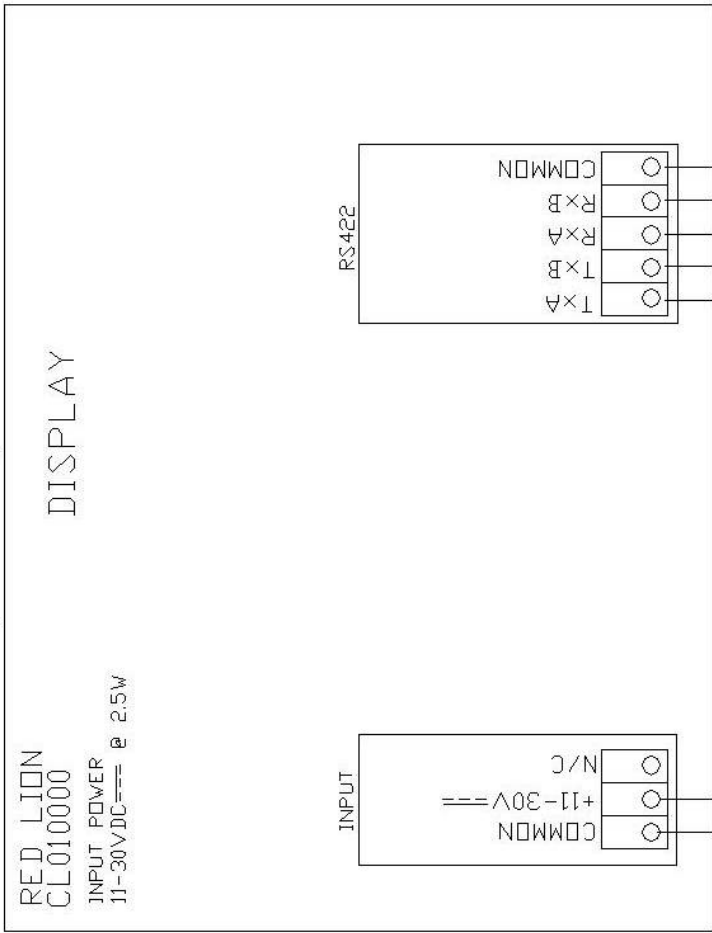 RED LION
CL010000
INPUT POWER
11-30VDC @ 2.5W
DISPLAY
INPUT
COMMON
+11-30V
N/C
RS422
TxA
TxB
RxA
RxB
COMMON